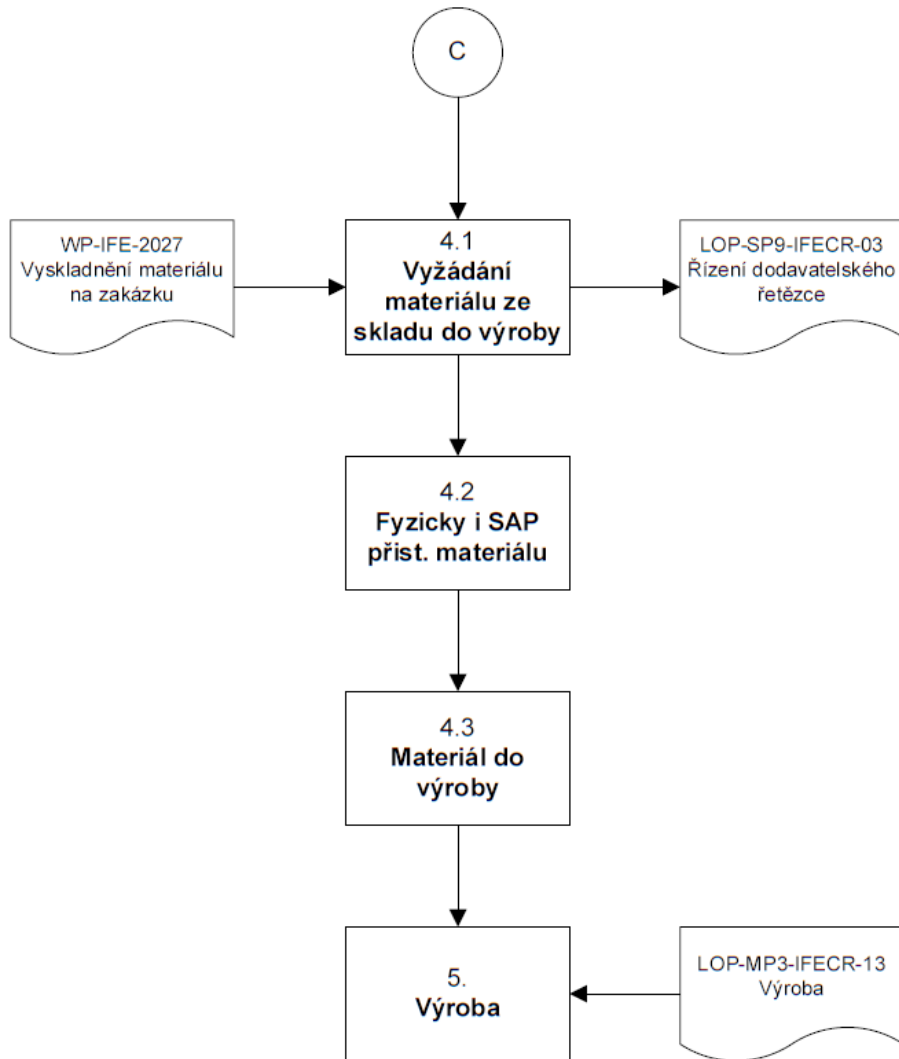 C
WP-IFE-2027
Vyskladnění materiálu
na zakázku
4.1
Vyžádání
materiálu ze
skladu do výroby
LOP-SP9-IFECR-03
Řízení dodavatelského
řetězce
4.2
Fyzicky i SAP
přist. materiálu
4.3
Materiál do
výroby
5.
Výroba
LOP-MP3-IFECR-13
Výroba